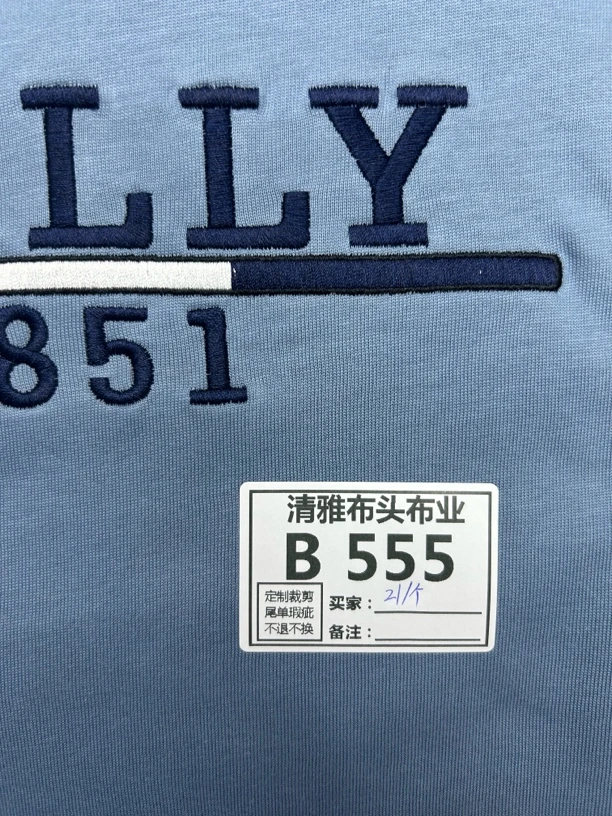 LLY
851
清雅布头布业
B 555
定制裁剪
尾单瑕疵
不退不换
买家：21/个
备注：